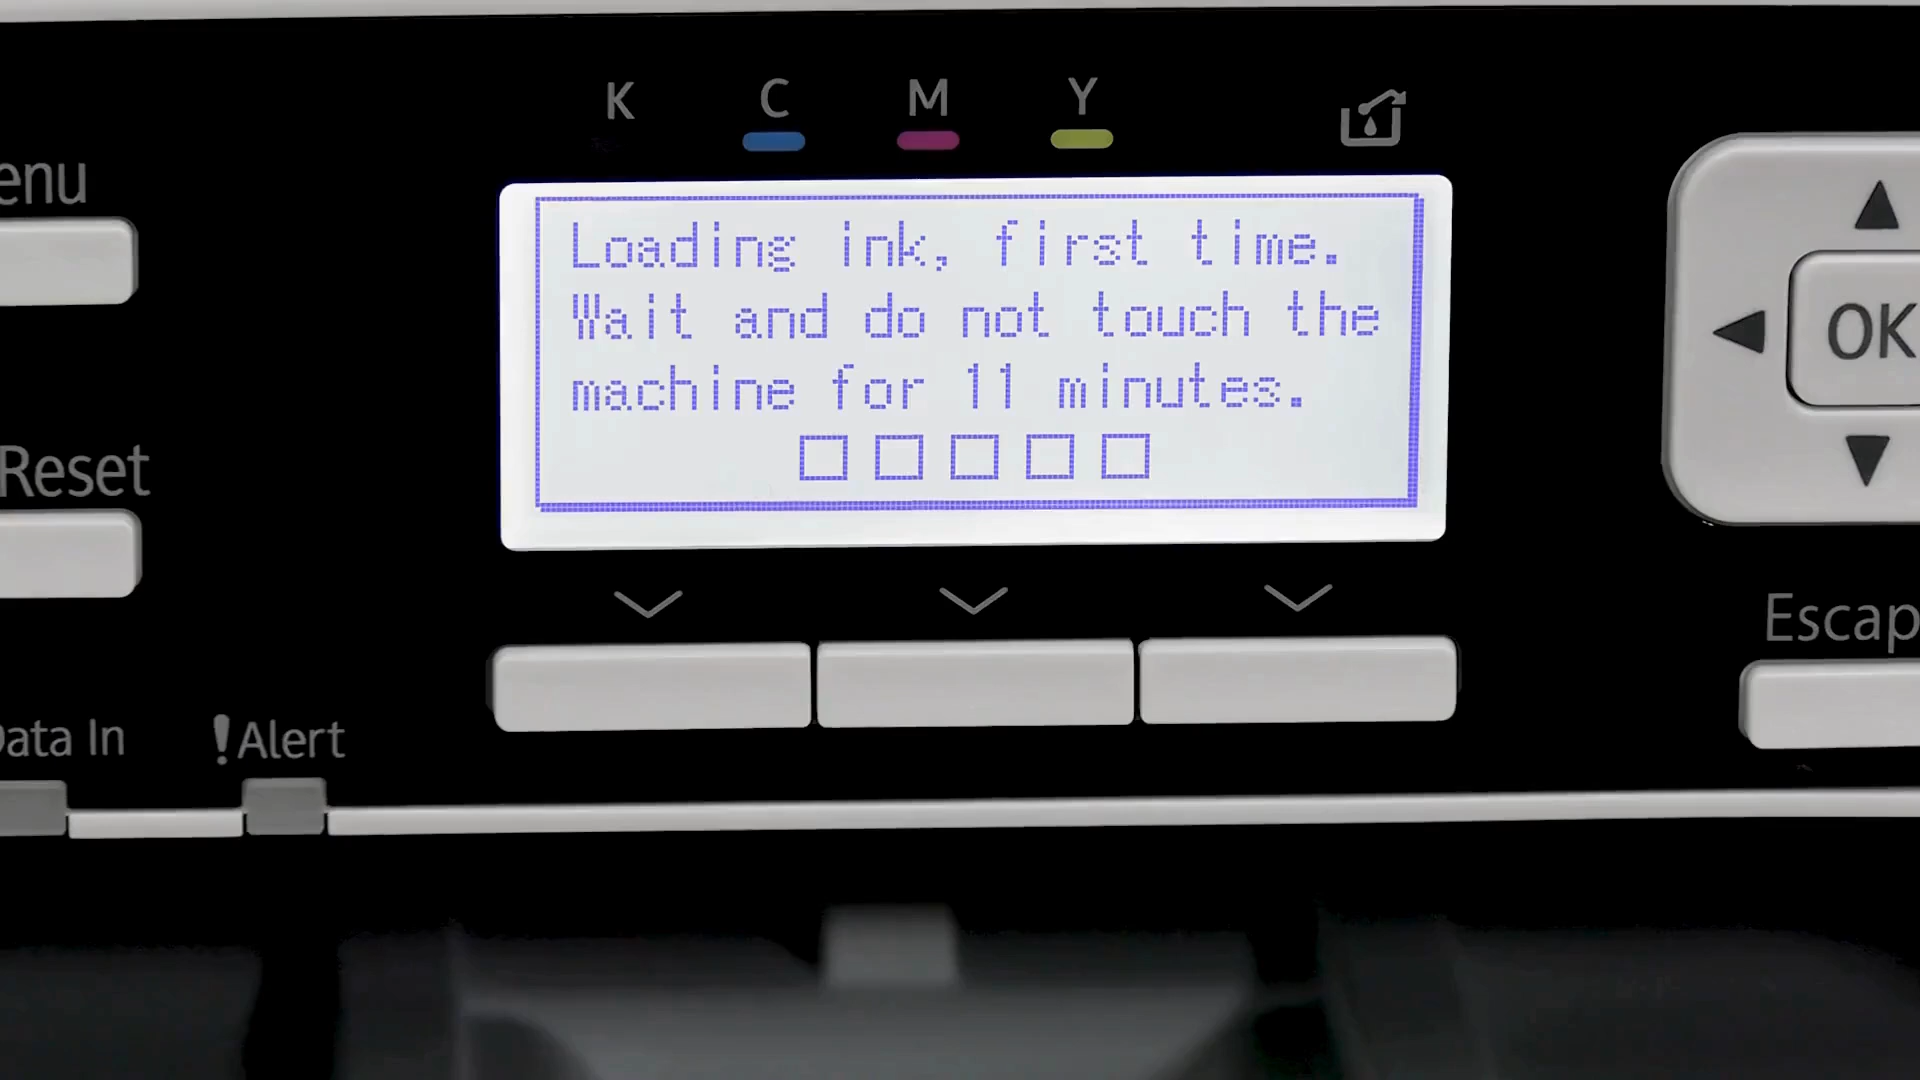 K C M Y
enu
Loading ink, first time.
Wait and do not touch the
machine for 11 minutes.
OK
Reset
Escap
Data In
!Alert